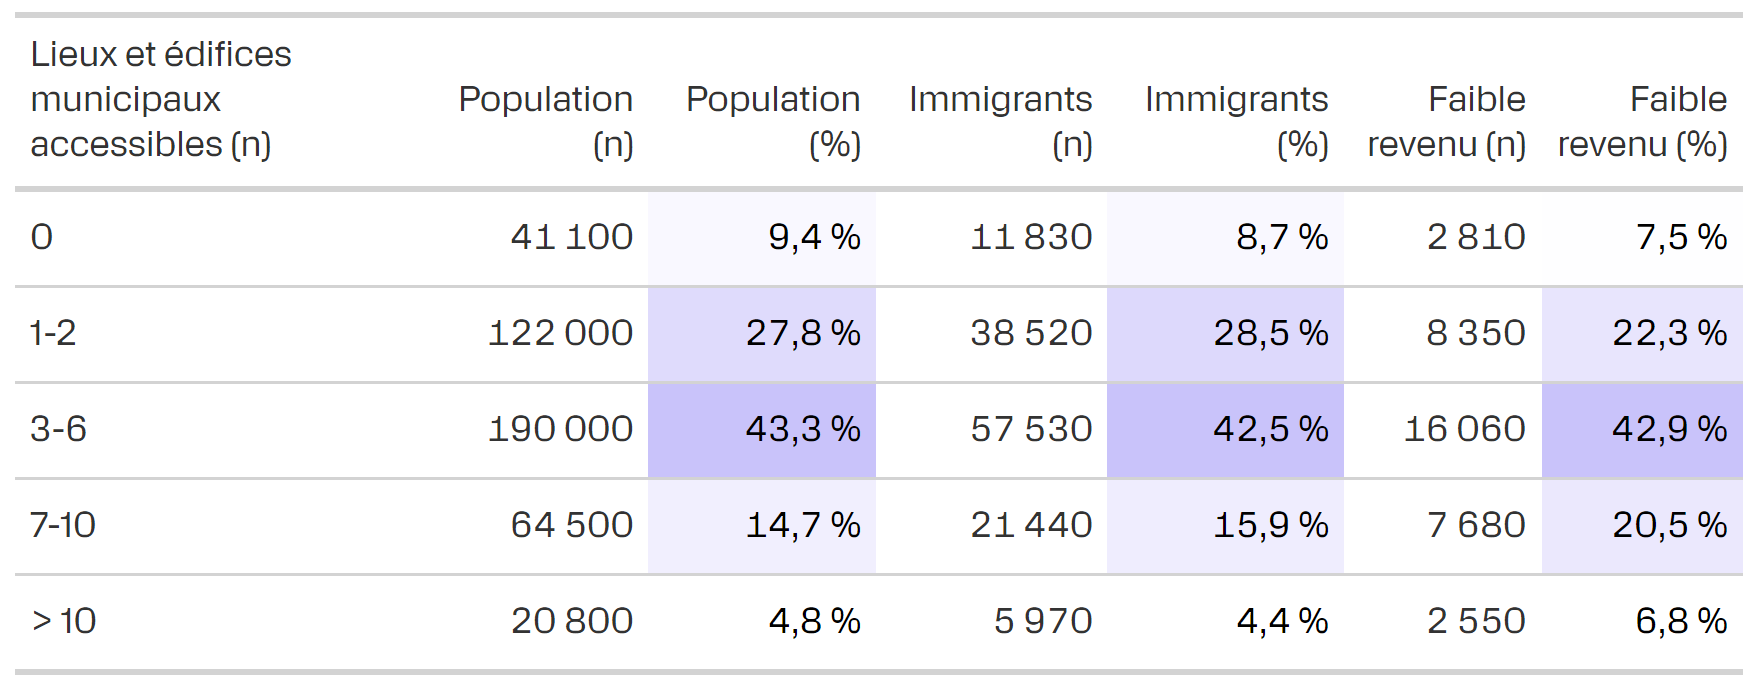 Lieux et édifices
municipaux
accessibles (n)
Population
(n)
Population
(%)
Immigrants
(n)
Immigrants
(%)
Faible
revenu (n)
Faible
revenu (%)
0 41 100 9,4 % 11 830 8,7 % 2 810 7,5 %
1-2 122 000 27,8 % 38 520 28,5 % 8 350 22,3 %
3-6 190 000 43,3 % 57 530 42,5 % 16 060 42,9 %
7-10 64 500 14,7 % 21 440 15,9 % 7 680 20,5 %
> 10 20 800 4,8 % 5 970 4,4 % 2 550 6,8 %